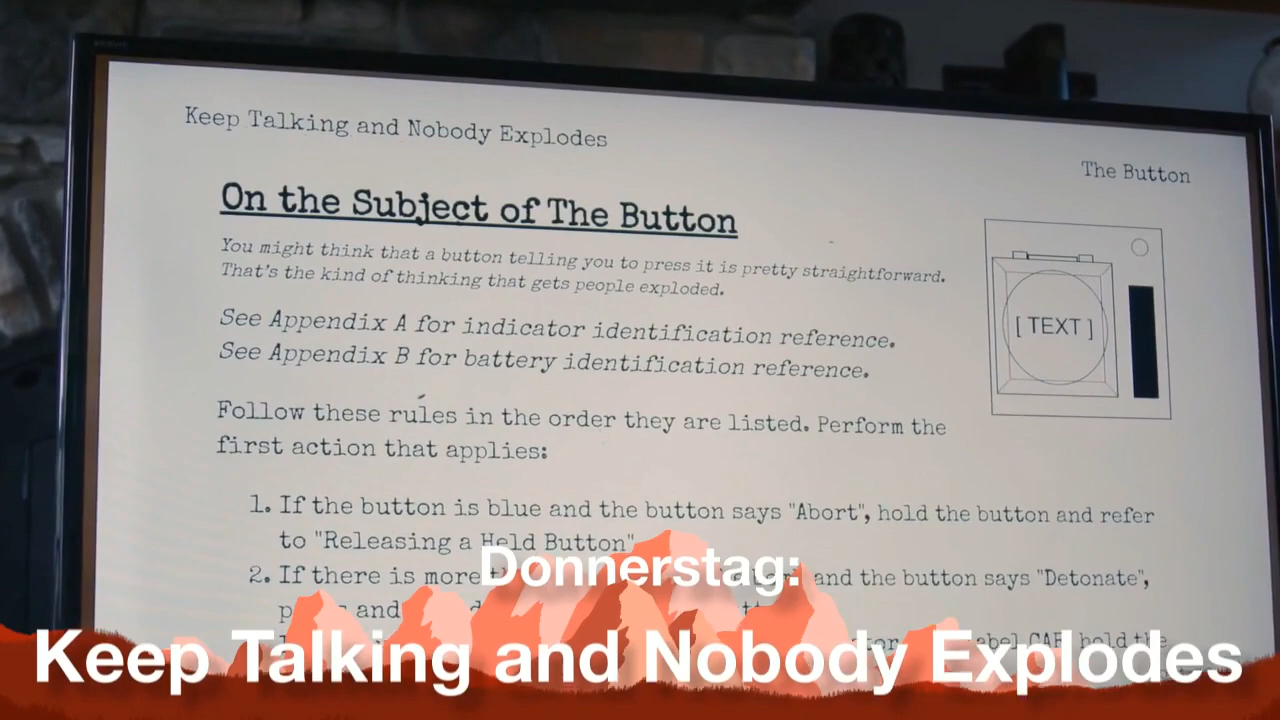 Keep Talking and Nobody Explodes
The Button
On the Subject of The Button
You might think that a button telling you to press it is pretty straightforward.
That's the kind of thinking that gets people exploded.
See Appendix A for indicator identification reference.
See Appendix B for battery identification reference.
[ TEXT ]
Follow these rules in the order they are listed. Perform the
first action that applies:
1. If the button is blue and the button says "Abort", hold the button and refer
to "Releasing a Held Button"
2. If there is more and the button says "Detonate",
and
CAR, hold the
Donnerstag:
Keep Talking and Nobody Explodes